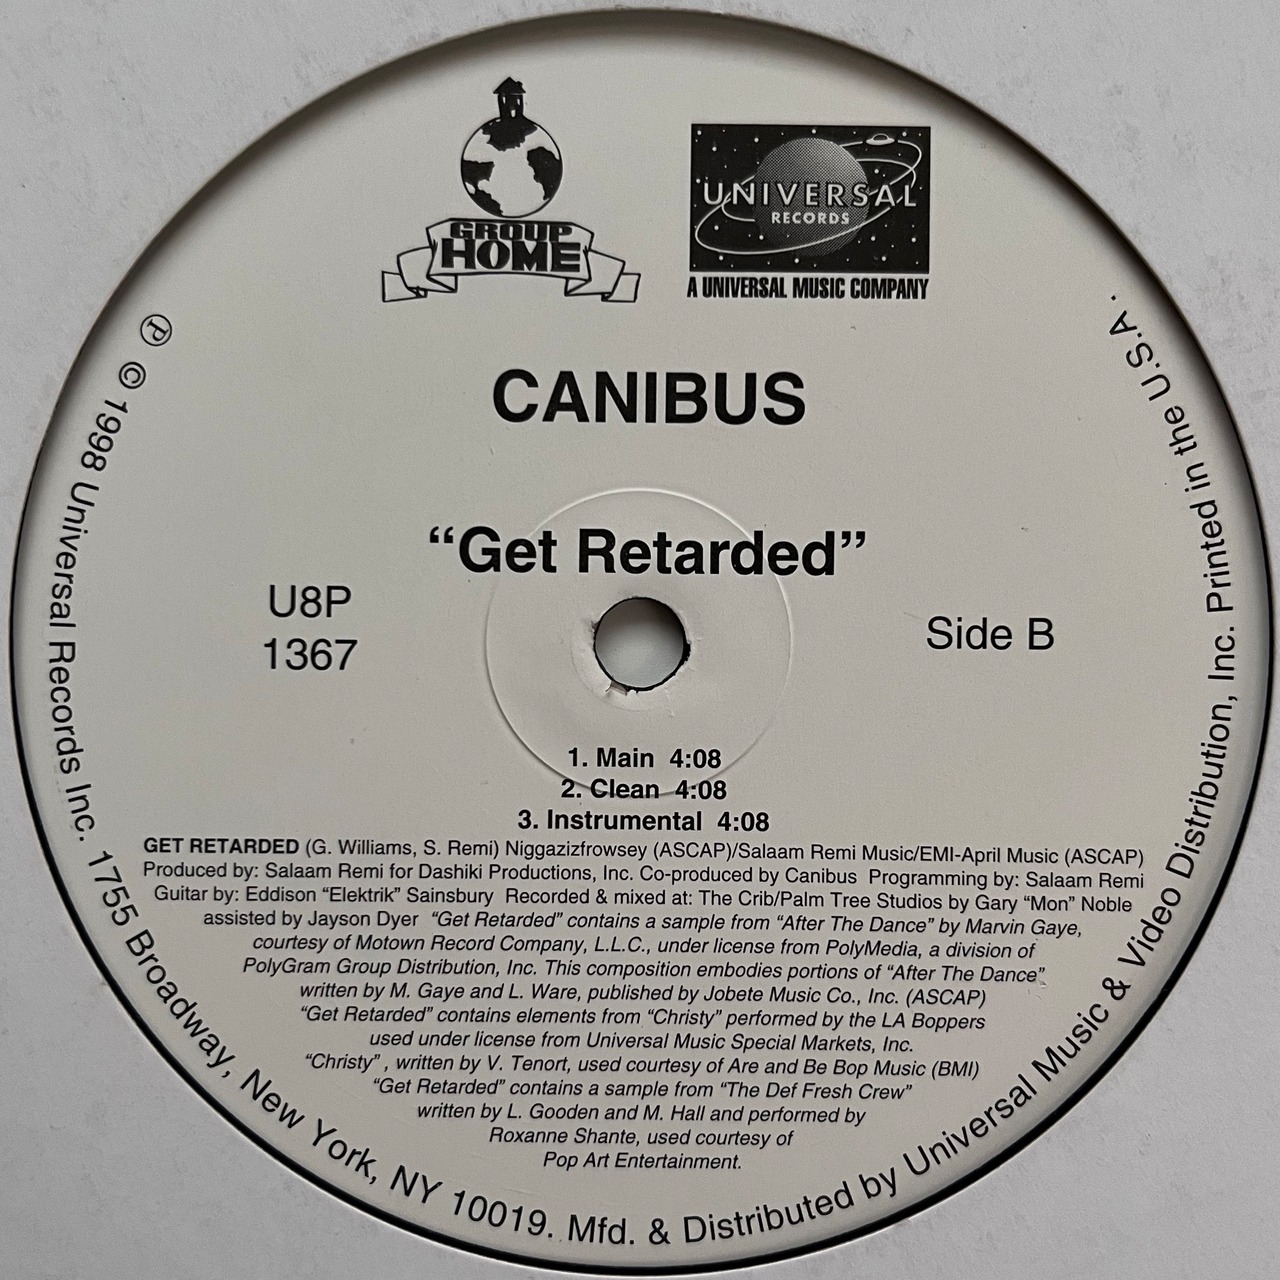 GROUP
HOME
UNIVERSAL
RECORDS
A UNIVERSAL MUSIC COMPANY
CANIBUS
“Get Retarded”
U8P
1367
Side B
1. Main 4:08
2. Clean 4:08
3. Instrumental 4:08
GET RETARDED (G. Williams, S. Remi) Niggazizfrowsey (ASCAP)/Salaam Remi Music/EMI-April Music (ASCAP)
Produced by: Salaam Remi for Dashiki Productions, Inc. Co-produced by Canibus Programming by: Salaam Remi
Guitar by: Eddison “Elektrik” Sainsbury Recorded & mixed at: The Crib/Palm Tree Studios by Gary “Mon” Noble
assisted by Jayson Dyer “Get Retarded” contains a sample from “After The Dance” by Marvin Gaye,
courtesy of Motown Record Company, L.L.C., under license from PolyMedia, a division of
PolyGram Group Distribution, Inc. This composition embodies portions of “After The Dance”
written by M. Gaye and L. Ware, published by Jobete Music Co., Inc. (ASCAP)
“Get Retarded” contains elements from “Christy” performed by the LA Boppers
used under license from Universal Music Special Markets, Inc.
“Christy” , written by V. Tenort, used courtesy of Are and Be Bop Music (BMI)
“Get Retarded” contains a sample from “The Def Fresh Crew”
written by L. Gooden and M. Hall and performed by
Roxanne Shante, used courtesy of
Pop Art Entertainment.
℗ © 1998 Universal Records Inc. 1755 Broadway, New York, NY 10019. Mfd. & Distributed by Universal Music & Video Distribution, Inc. Printed in the U.S.A.